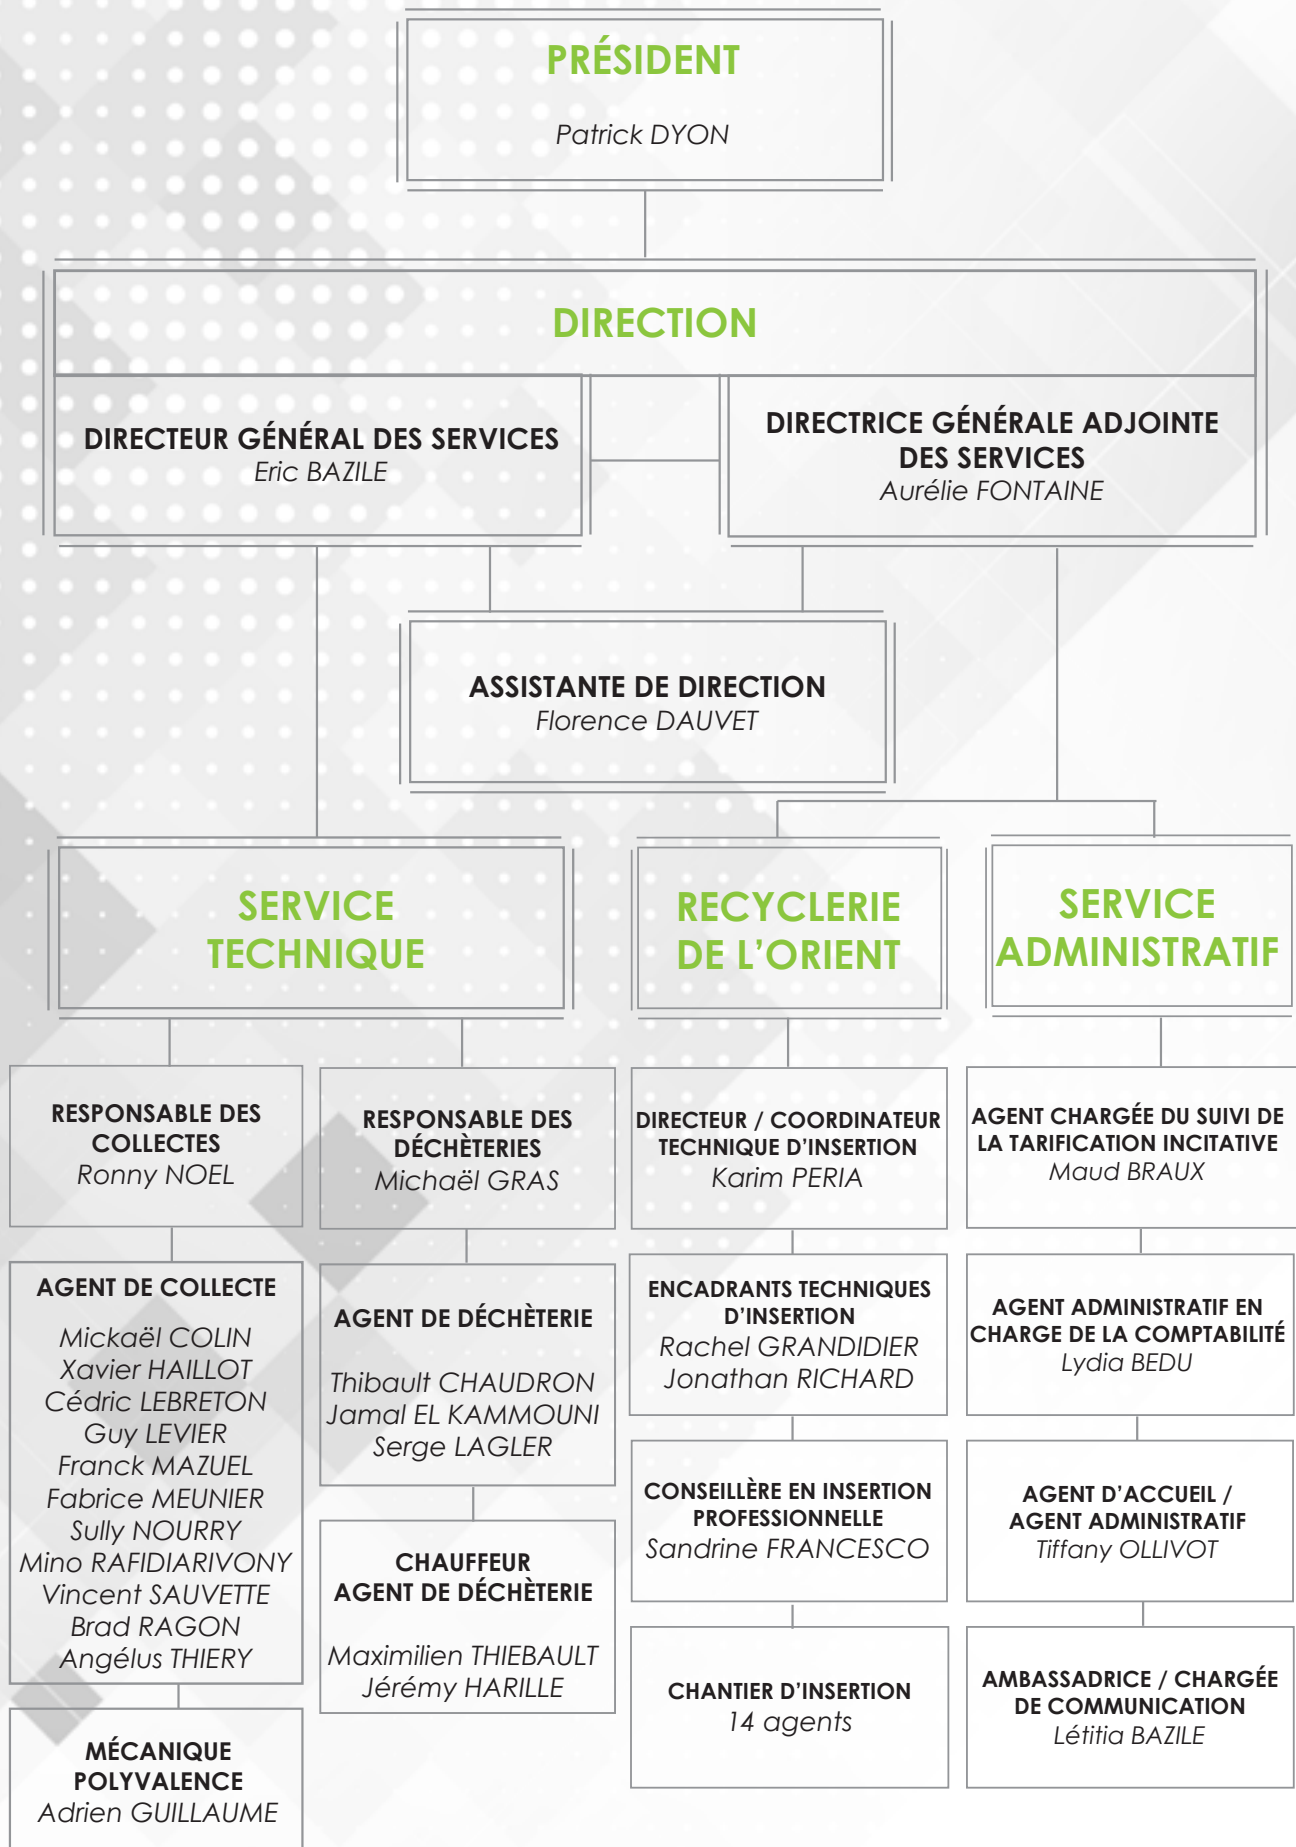 PRÉSIDENT
Patrick DYON
DIRECTION
DIRECTEUR GÉNÉRAL DES SERVICES
Eric BAZILE
DIRECTRICE GÉNÉRALE ADJOINTE
DES SERVICES
Aurélie FONTAINE
ASSISTANTE DE DIRECTION
Florence DAUVET
SERVICE
TECHNIQUE
RESPONSABLE DES
COLLECTES
Ronny NOEL
AGENT DE COLLECTE
Mickaël COLIN
Xavier HAILLOT
Cédric LEBRETON
Guy LEVIER
Franck MAZUEL
Fabrice MEUNIER
Sully NOURRY
Mino RAFIDIARIVONY
Vincent SAUVETTE
Brad RAGON
Angélus THIERY
MÉCANIQUE
POLYVALENCE
Adrien GUILLAUME
RESPONSABLE DES
DÉCHÈTERIES
Michaël GRAS
AGENT DE DÉCHÈTERIE
Thibault CHAUDRON
Jamal EL KAMMOUNI
Serge LAGLER
CHAUFFEUR
AGENT DE DÉCHÈTERIE
Maximilien THIEBAULT
Jérémy HARILLE
RECYCLERIE
DE L’ORIENT
DIRECTEUR / COORDINATEUR
TECHNIQUE D’INSERTION
Karim PERIA
ENCADRANTS TECHNIQUES
D’INSERTION
Rachel GRANDIDIER
Jonathan RICHARD
CONSEILLÈRE EN INSERTION
PROFESSIONNELLE
Sandrine FRANCESCO
CHANTIER D’INSERTION
14 agents
SERVICE
ADMINISTRATIF
AGENT CHARGÉE DU SUIVI DE
LA TARIFICATION INCITATIVE
Maud BRAUX
AGENT ADMINISTRATIF EN
CHARGE DE LA COMPTABILITÉ
Lydia BEDU
AGENT D’ACCUEIL /
AGENT ADMINISTRATIF
Tiffany OLLIVOT
AMBASSADRICE / CHARGÉE
DE COMMUNICATION
Létitia BAZILE